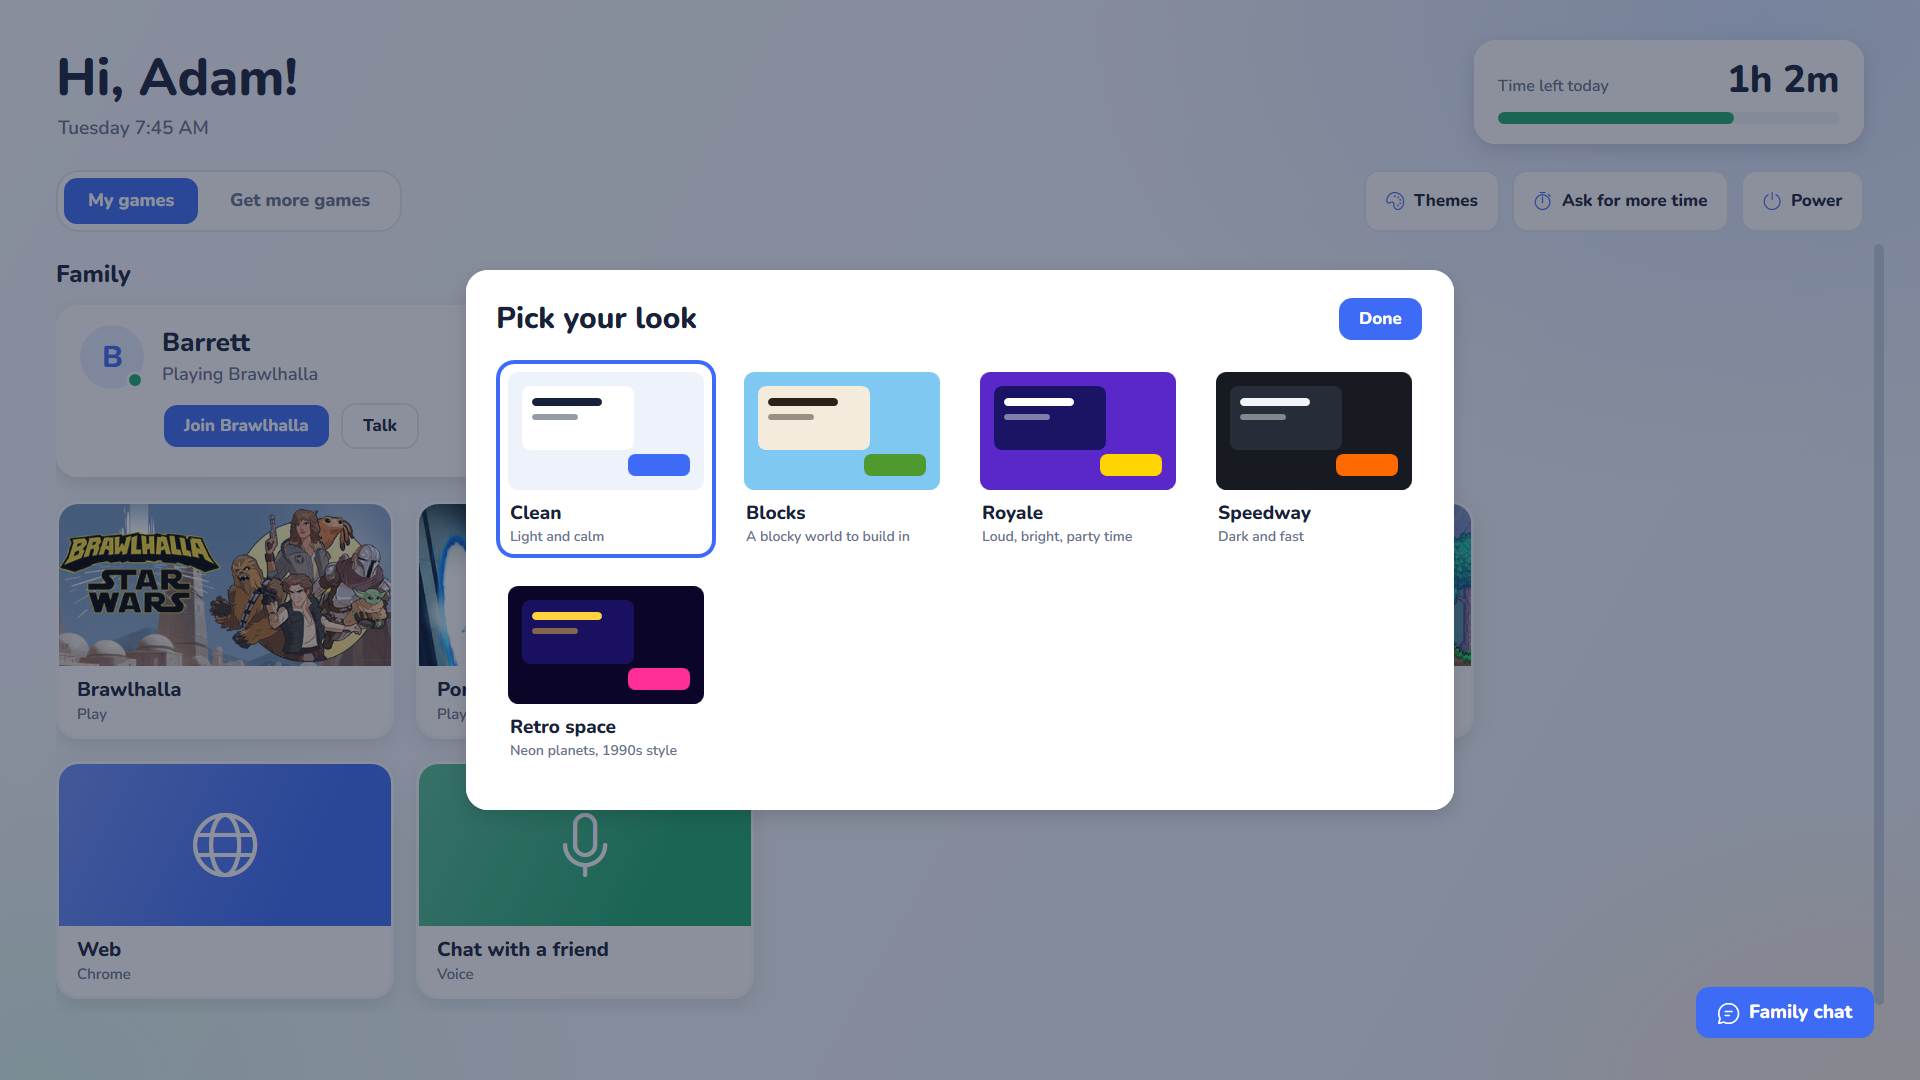 Hi, Adam!
Tuesday 7:45 AM
Time left today
1h 2m
My games
Get more games
Themes
Ask for more time
Power
Family
B
Barrett
Playing Brawlhalla
Join Brawlhalla
Talk
Pick your look
Done
Clean
Light and calm
Blocks
A blocky world to build in
Royale
Loud, bright, party time
Speedway
Dark and fast
Retro space
Neon planets, 1990s style
BRAWLHALLA
STAR
WARS
Brawlhalla
Play
Por
Play
Web
Chrome
Chat with a friend
Voice
Family chat